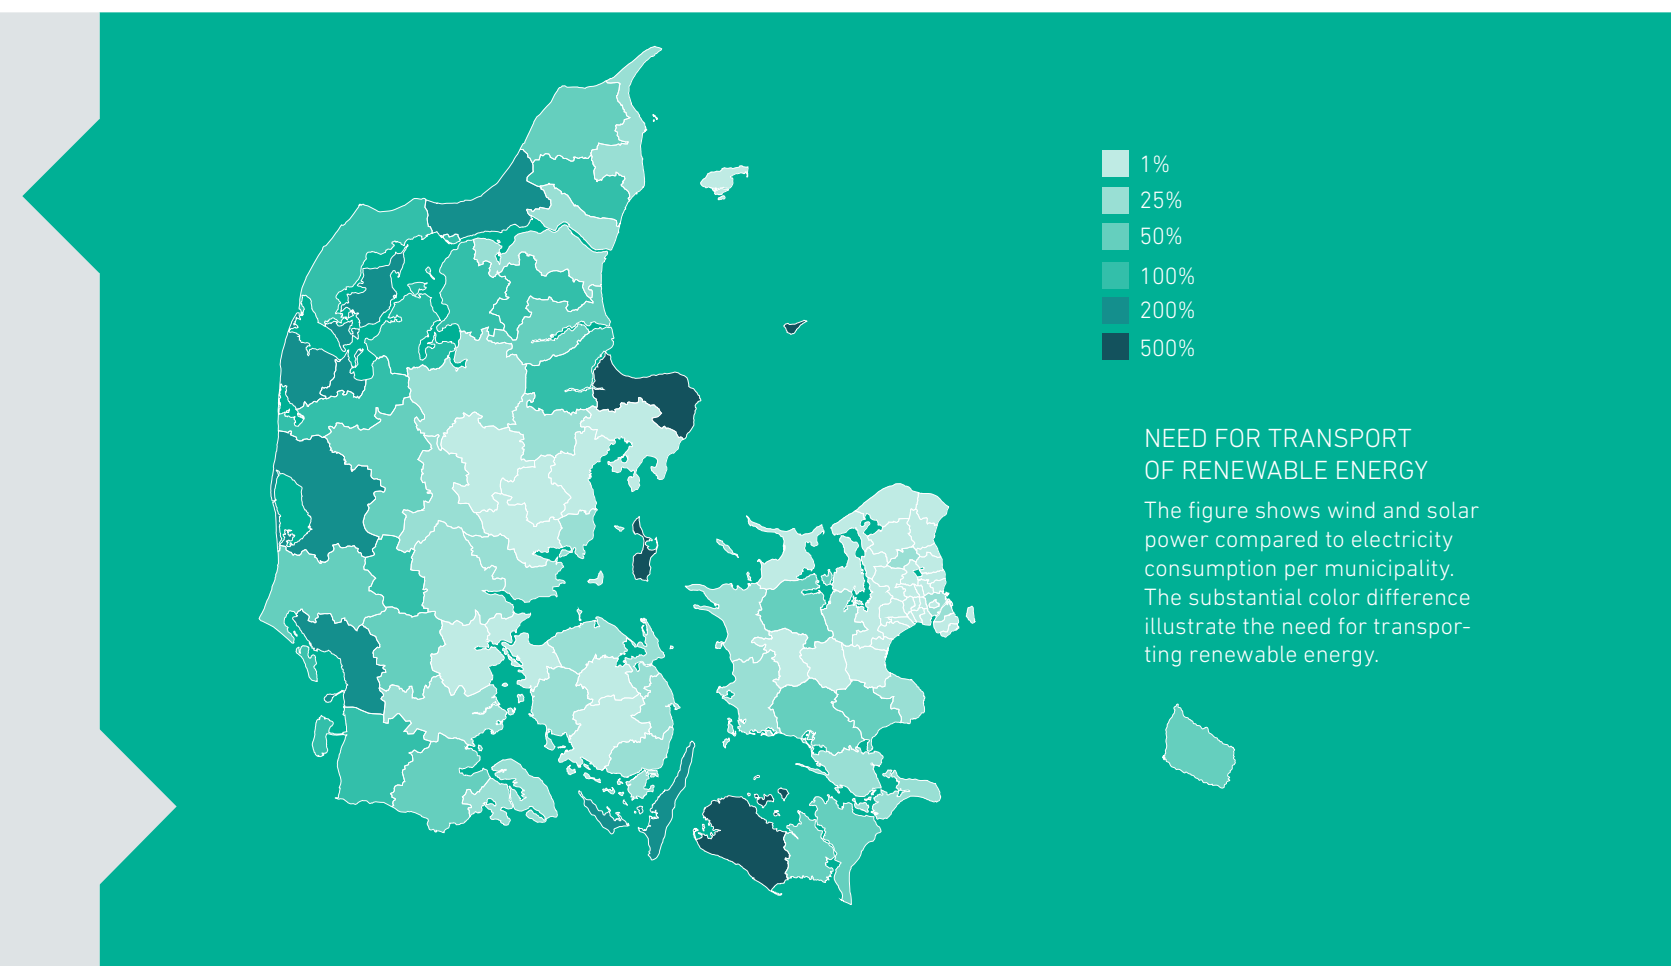 1%
25%
50%
100%
200%
500%
NEED FOR TRANSPORT
OF RENEWABLE ENERGY
The figure shows wind and solar
power compared to electricity
consumption per municipality.
The substantial color difference
illustrate the need for transpor-
ting renewable energy.